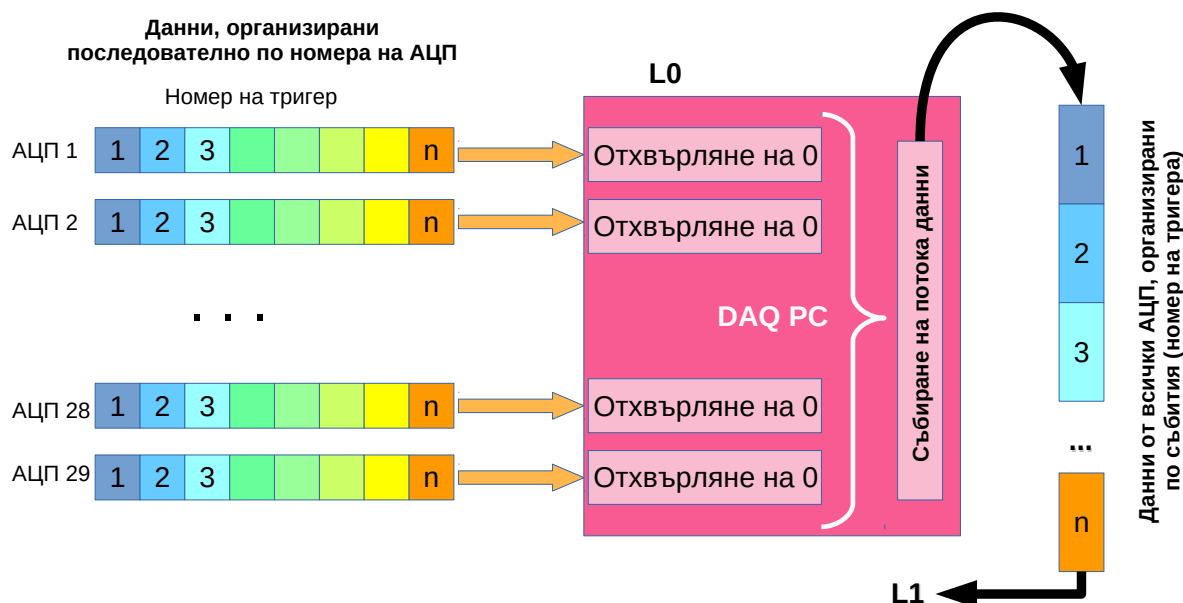 Данни, организирани
последователно по номера на АЦП
Номер на тригер
АЦП 1
1 2 3 n
АЦП 2
1 2 3 n
. . .
АЦП 28
1 2 3 n
АЦП 29
1 2 3 n
L0
Отхвърляне на 0
Отхвърляне на 0
DAQ PC
Отхвърляне на 0
Отхвърляне на 0
Събиране на потока данни
1
2
3
...
n
Данни от всички АЦП, организирани
по събития (номер на тригера)
L1